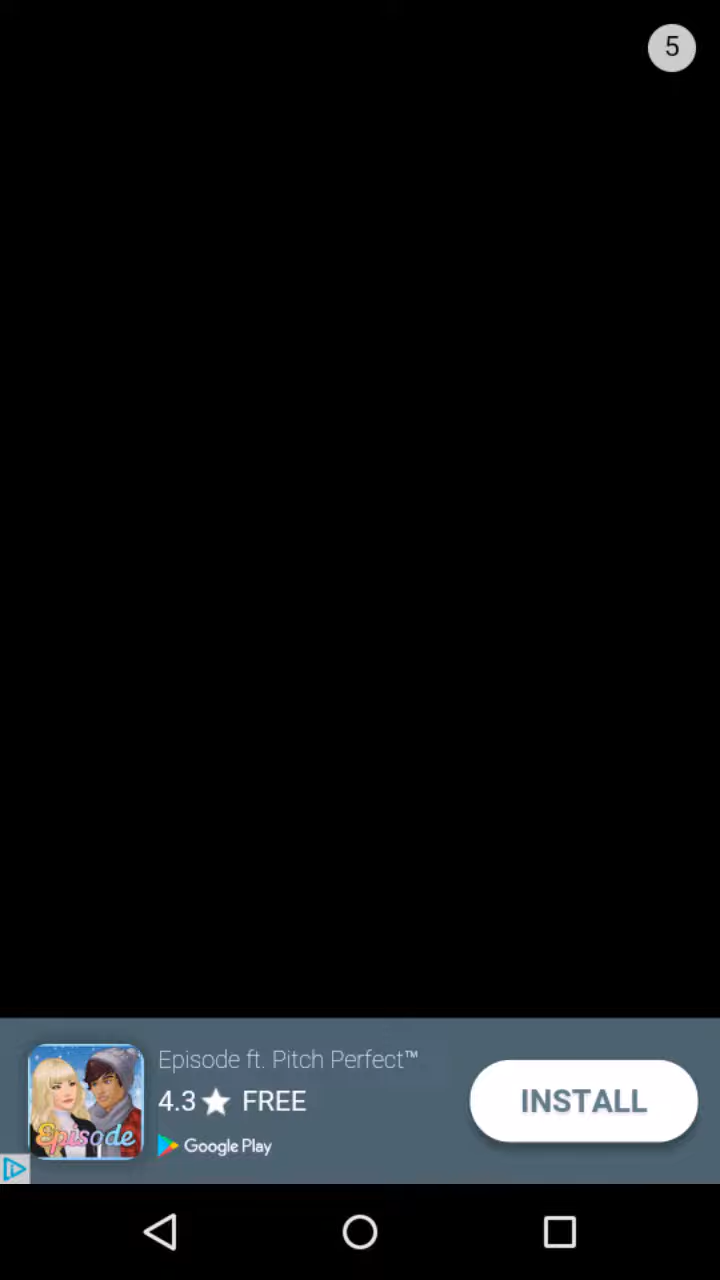 5
Episode ft. Pitch Perfect™
4.3 FREE
Episode
Google Play
INSTALL